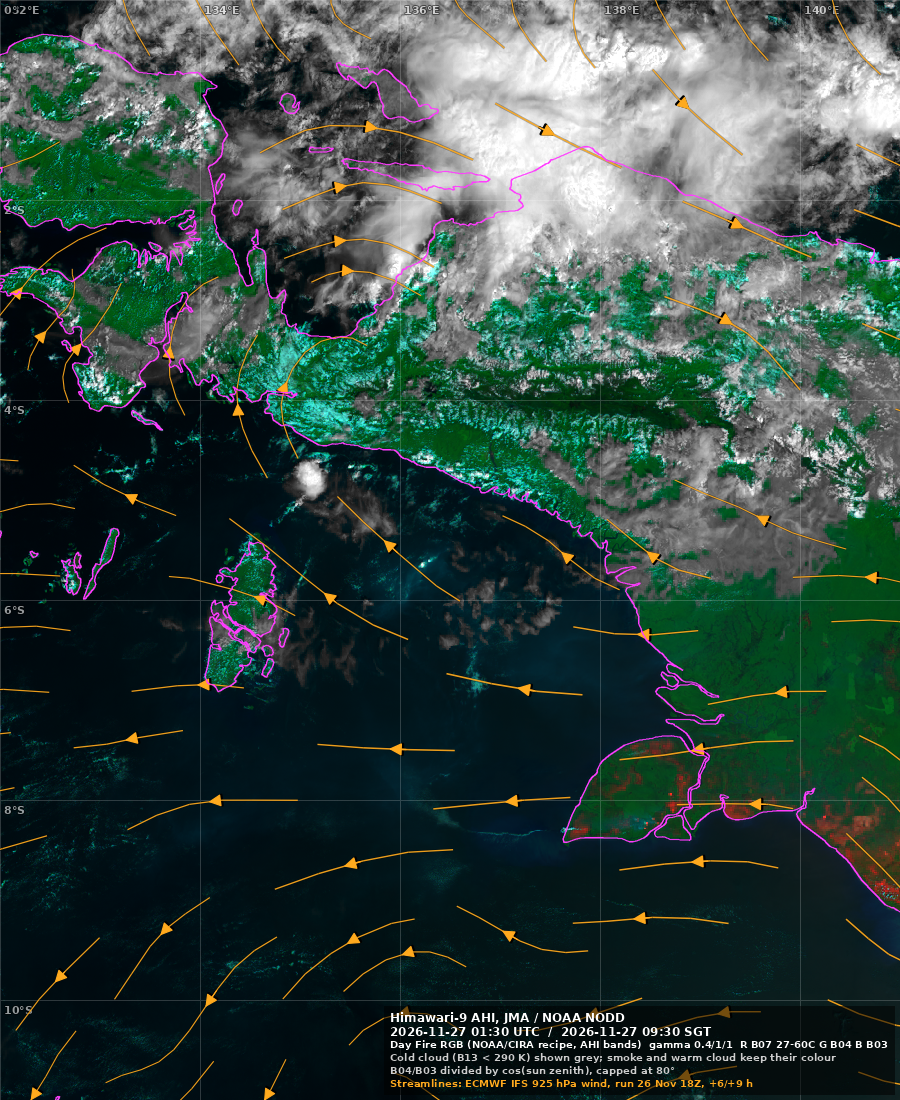 0°2°E 134°E 136°E 138°E 140°E
2°S
4°S
6°S
8°S
10°S
Himawari-9 AHI, JMA / NOAA NODD
2026-11-27 01:30 UTC / 2026-11-27 09:30 SGT
Day Fire RGB (NOAA/CIRA recipe, AHI bands) gamma 0.4/1/1 R B07 27-60C G B04 B B03
Cold cloud (B13 < 290 K) shown grey; smoke and warm cloud keep their colour
B04/B03 divided by cos(sun zenith), capped at 80°
Streamlines: ECMWF IFS 925 hPa wind, run 26 Nov 18Z, +6/+9 h